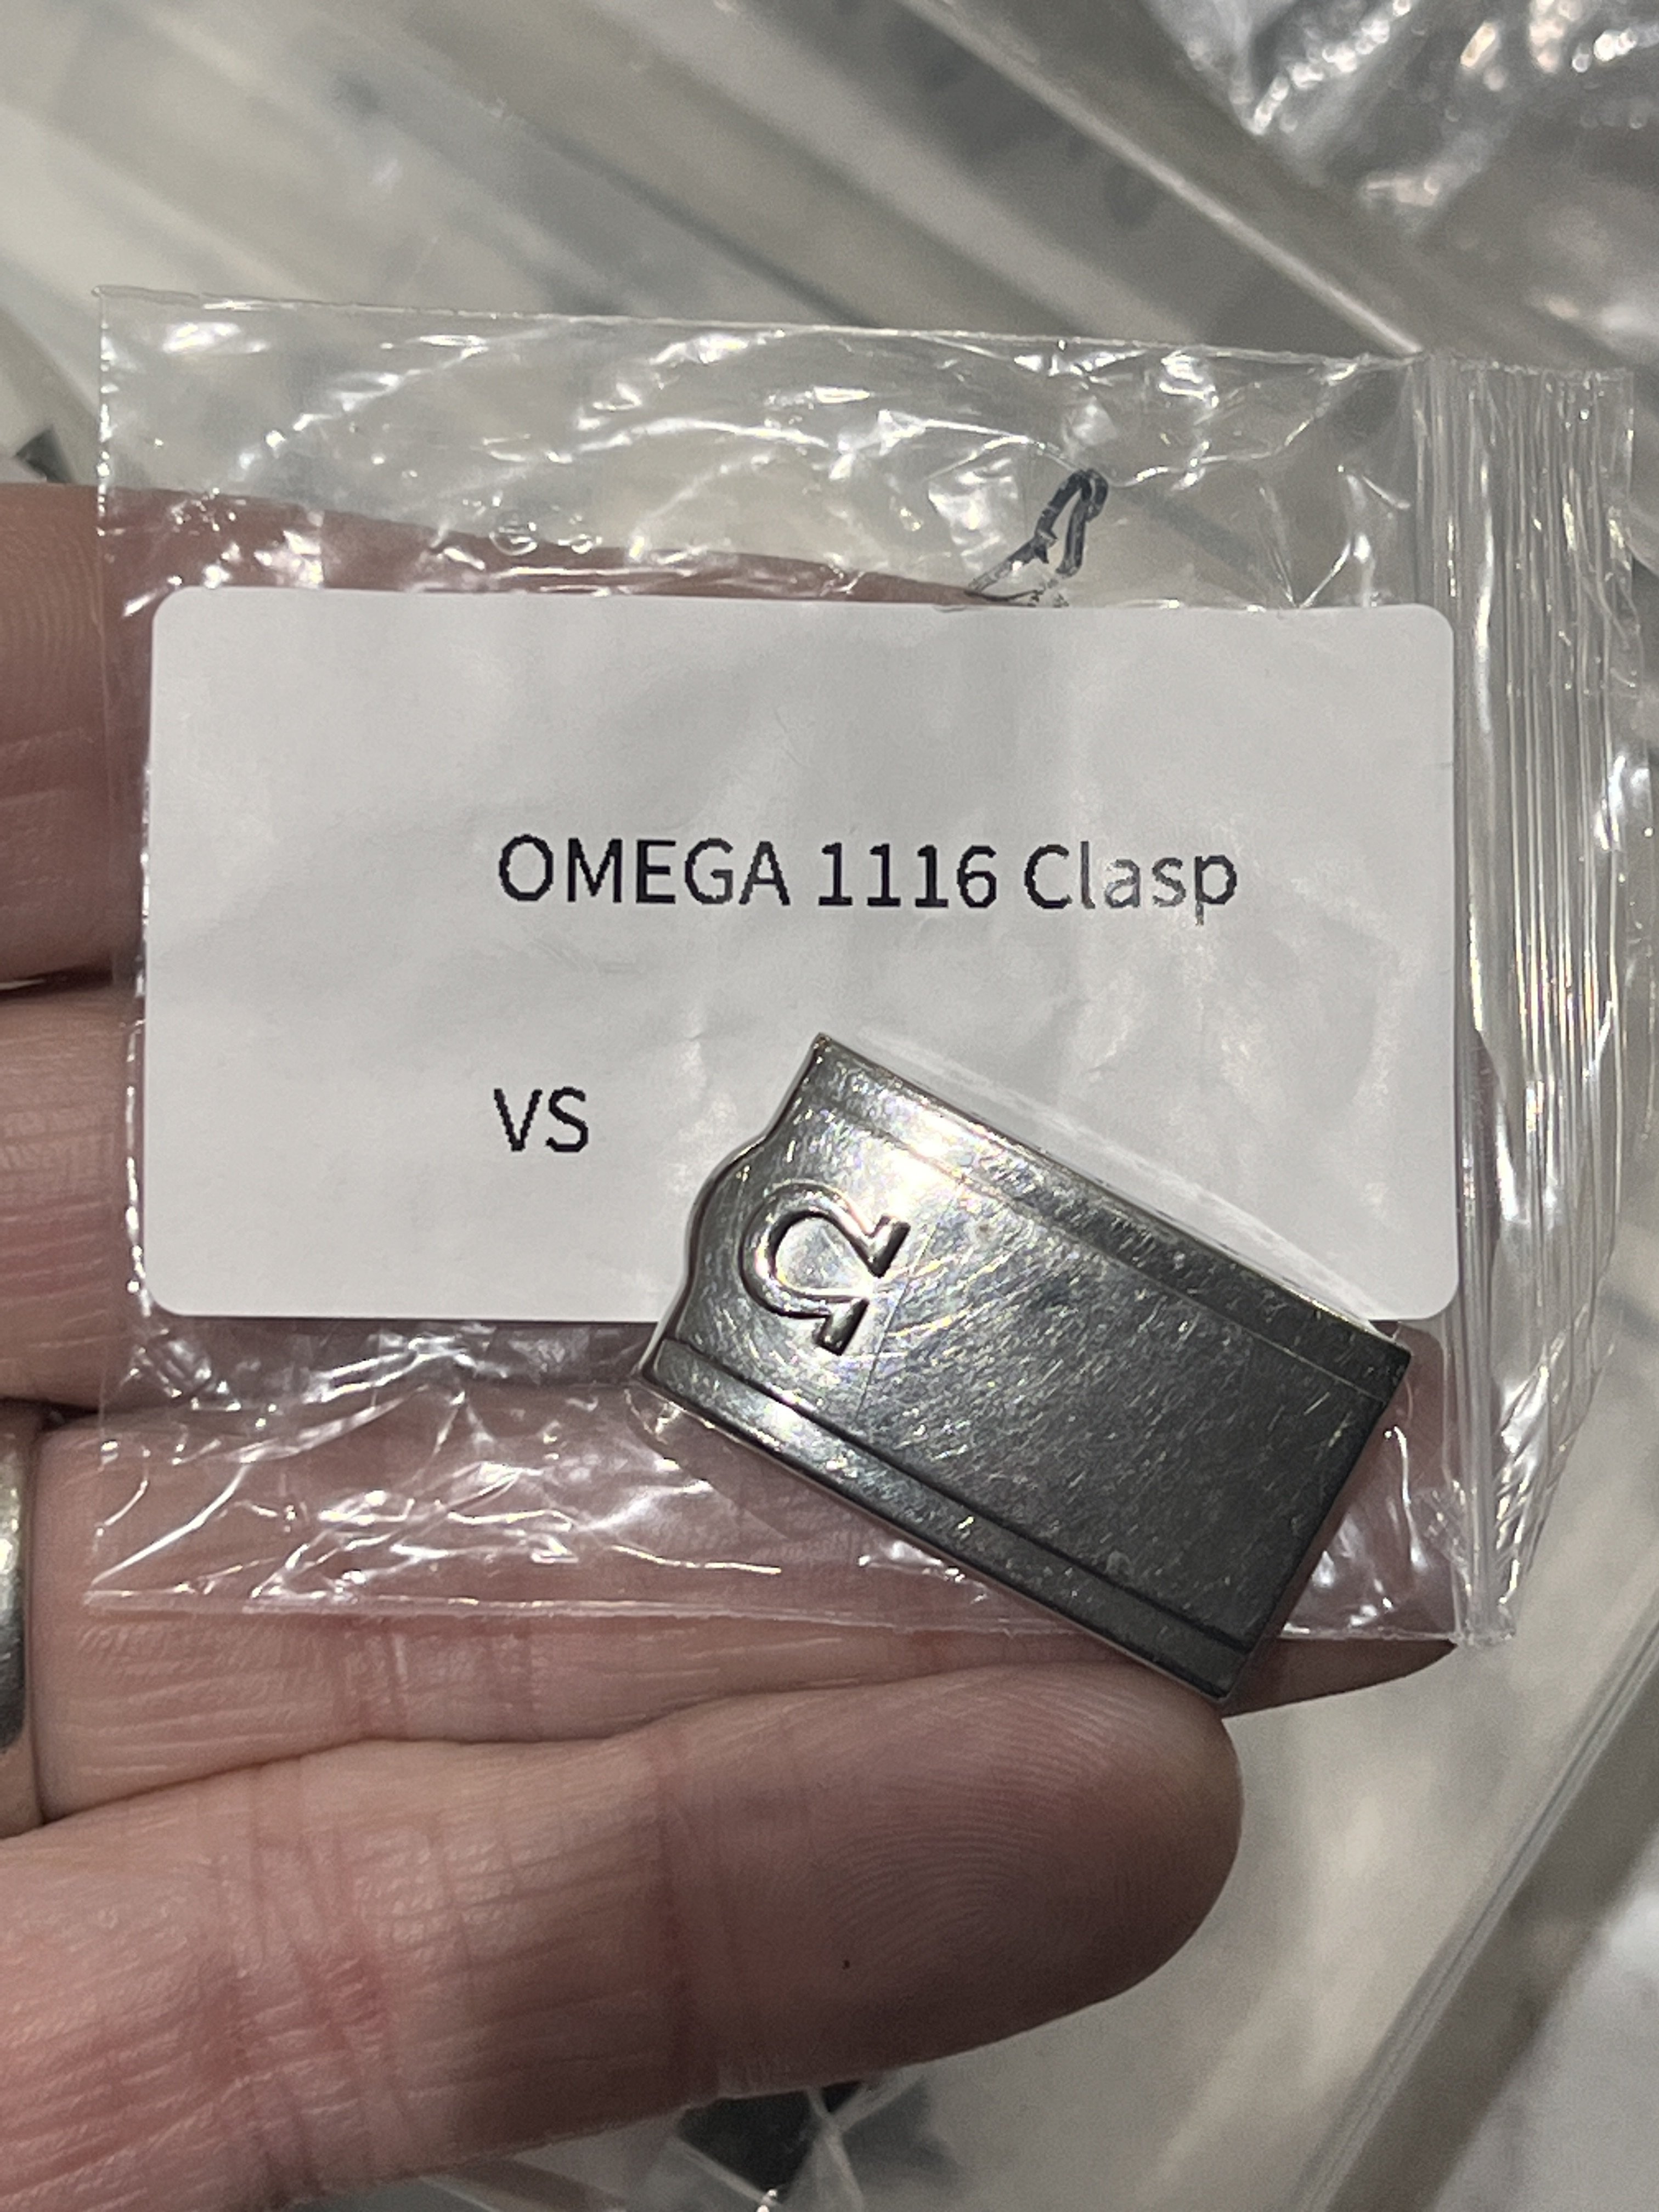 OMEGA 1116 Clasp
VS
Ω